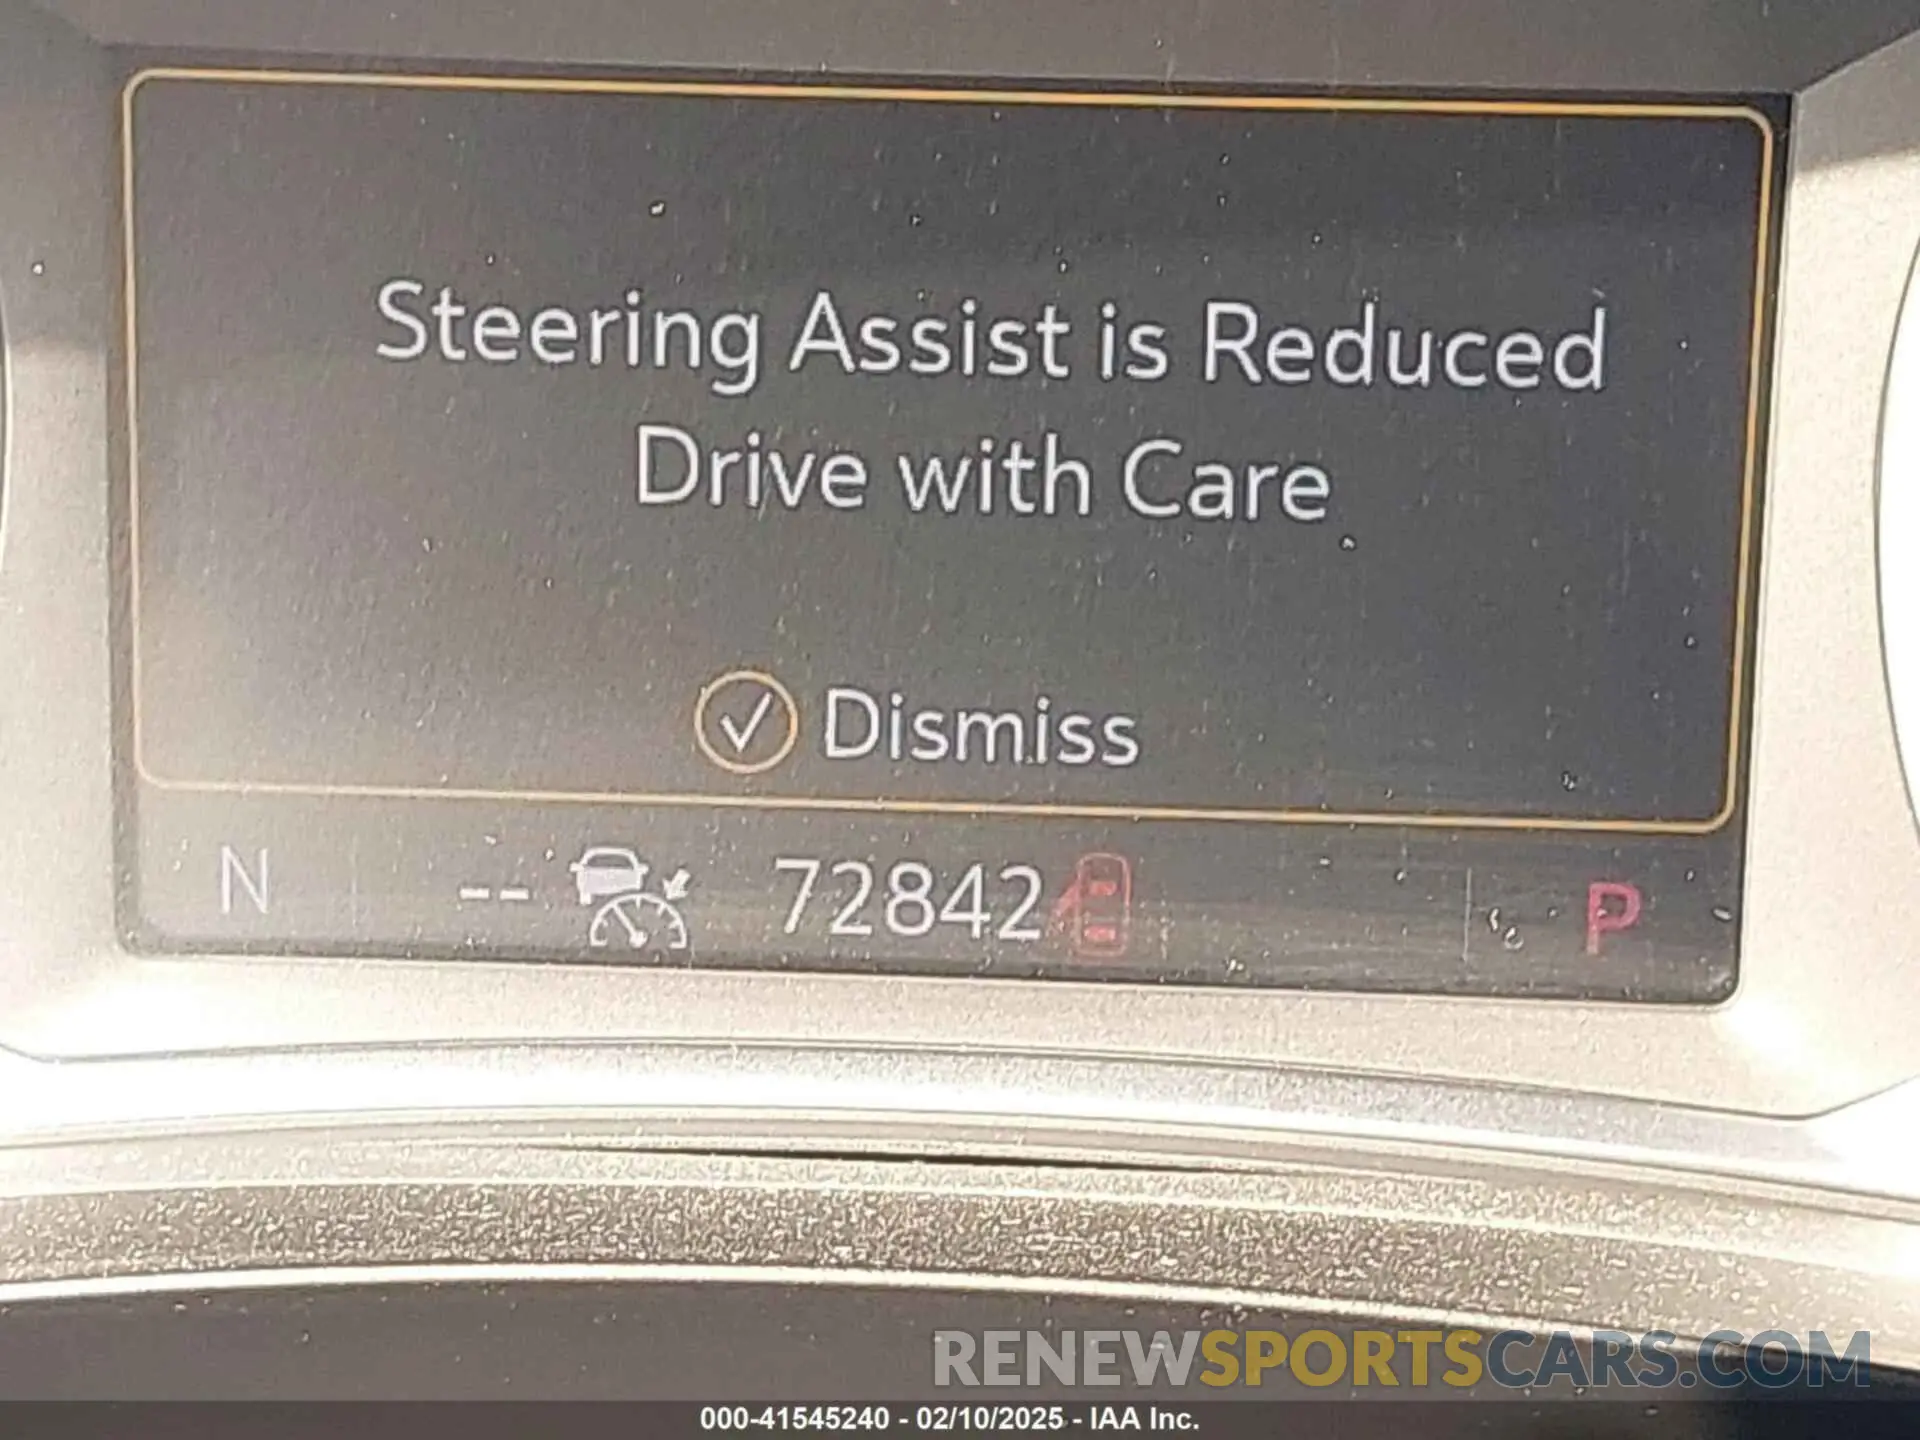 Steering Assist is Reduced
Drive with Care
Dismiss
N -- 72842 P
RENEWSPORTSCARS.COM
000-41545240 - 02/10/2025 - IAA Inc.